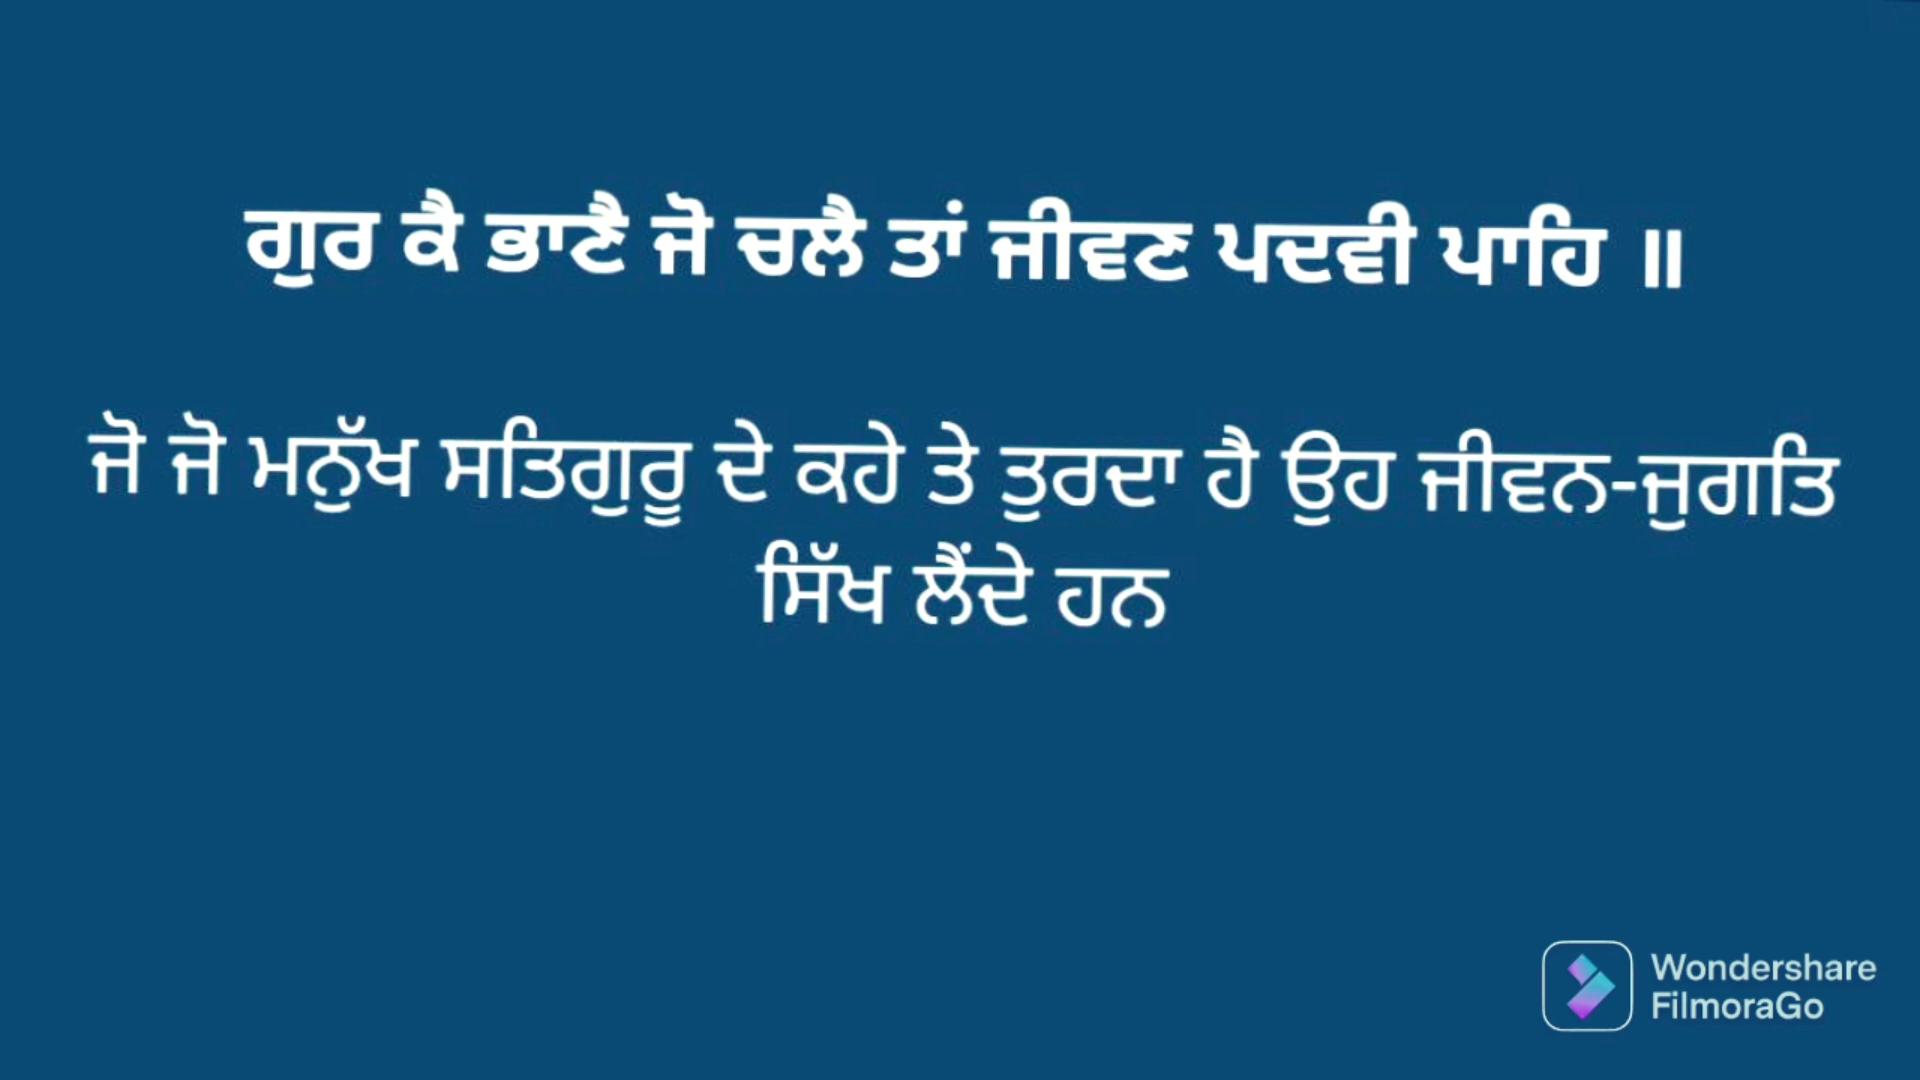 ਗੁਰ ਕੈ ਭਾਣੈ ਜੋ ਚਲੈ ਤਾਂ ਜੀਵਣ ਪਦਵੀ ਪਾਹਿ ॥
ਜੋ ਜੋ ਮਨੁੱਖ ਸਤਿਗੁਰੂ ਦੇ ਕਹੇ ਤੇ ਤੁਰਦਾ ਹੈ ਉਹ ਜੀਵਨ-ਜੁਗਤਿ
ਸਿੱਖ ਲੈਂਦੇ ਹਨ
Wondershare
FilmoraGo